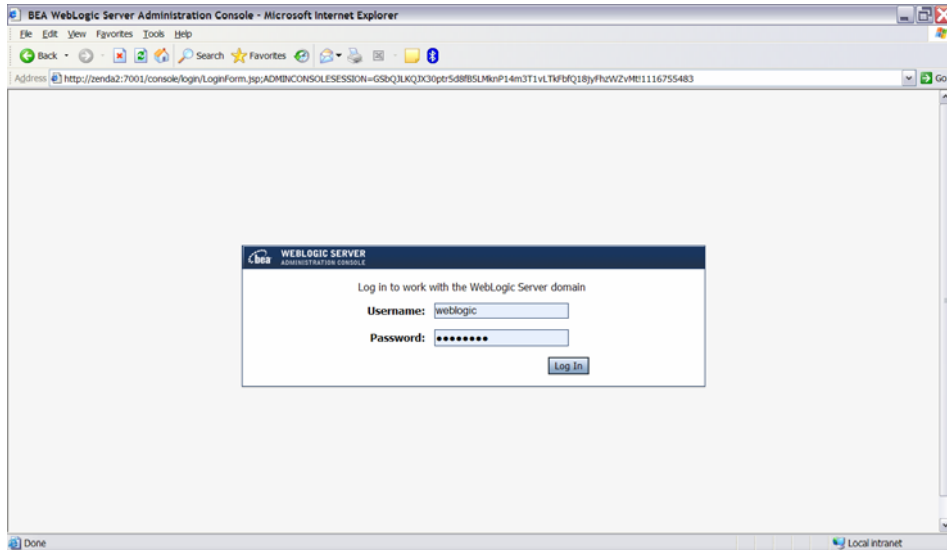 BEA WebLogic Server Administration Console - Microsoft Internet Explorer
File Edit View Favorites Tools Help
Back Search Favorites
Address http://zenda2:7001/console/login/LoginForm.jsp;ADMINCONSOLESESSION= Go
bea WEBLOGIC SERVER
ADMINISTRATION CONSOLE
Log in to work with the WebLogic Server domain
Username: weblogic
Password: ••••••••
Log In
Done Local intranet